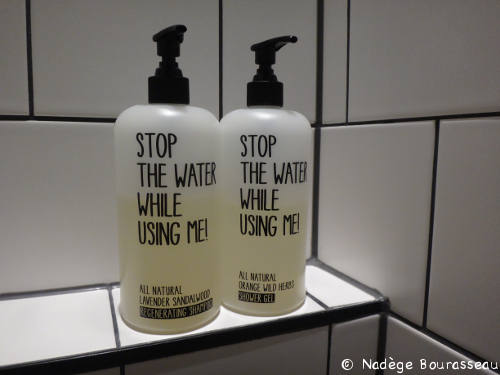 STOP
THE WATER
WHILE
USING ME!
ALL NATURAL
LAVENDER SANDALWOOD
REGENERATING SHAMPOO
STOP
THE WATER
WHILE
USING ME!
ALL NATURAL
ORANGE WILD HERBS
SHOWER GEL
© Nadège Bourasseau